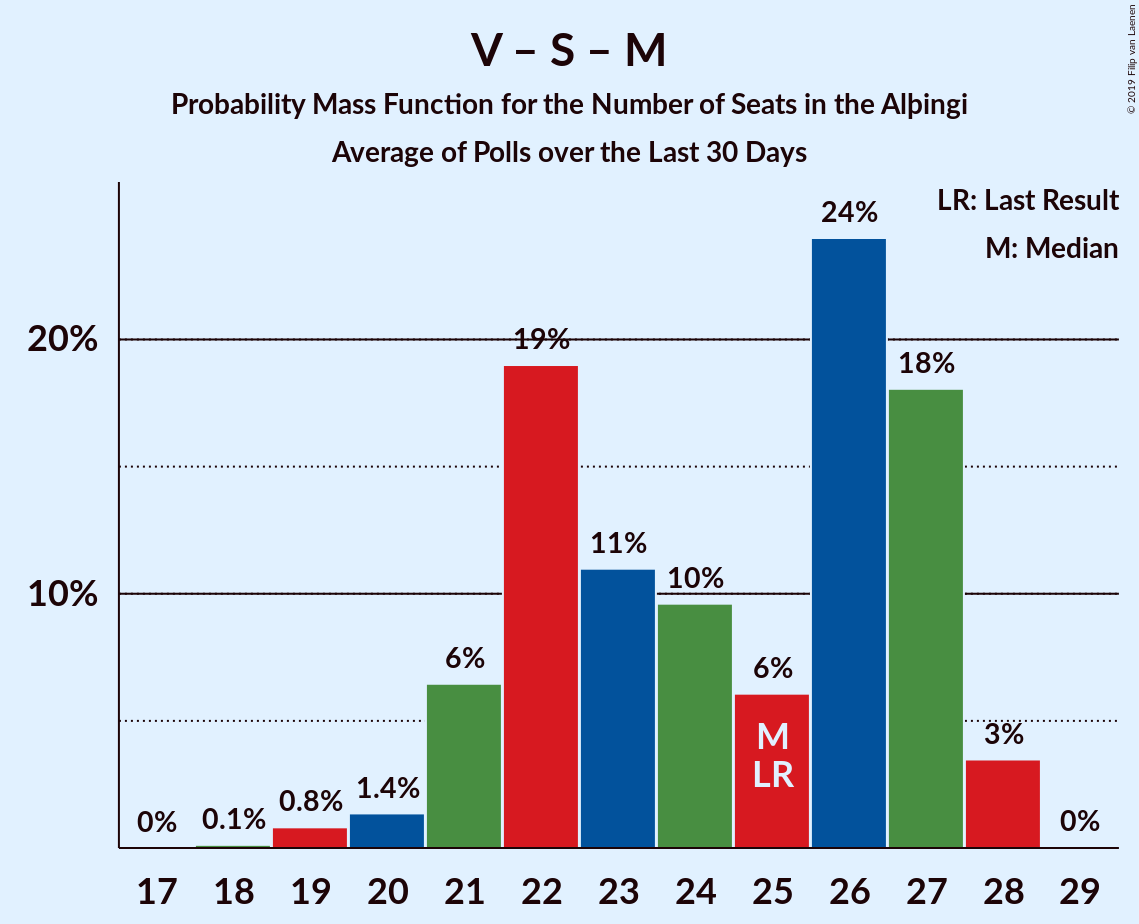 V – S – M
Probability Mass Function for the Number of Seats in the Alþingi
Average of Polls over the Last 30 Days
© 2019 Filip van Laenen
LR: Last Result
M: Median
24%
20%
19%
18%
11%
10%
10%
6%
6%
M
LR
3%
1.4%
0.8%
0.1%
0%
0%
17 18 19 20 21 22 23 24 25 26 27 28 29